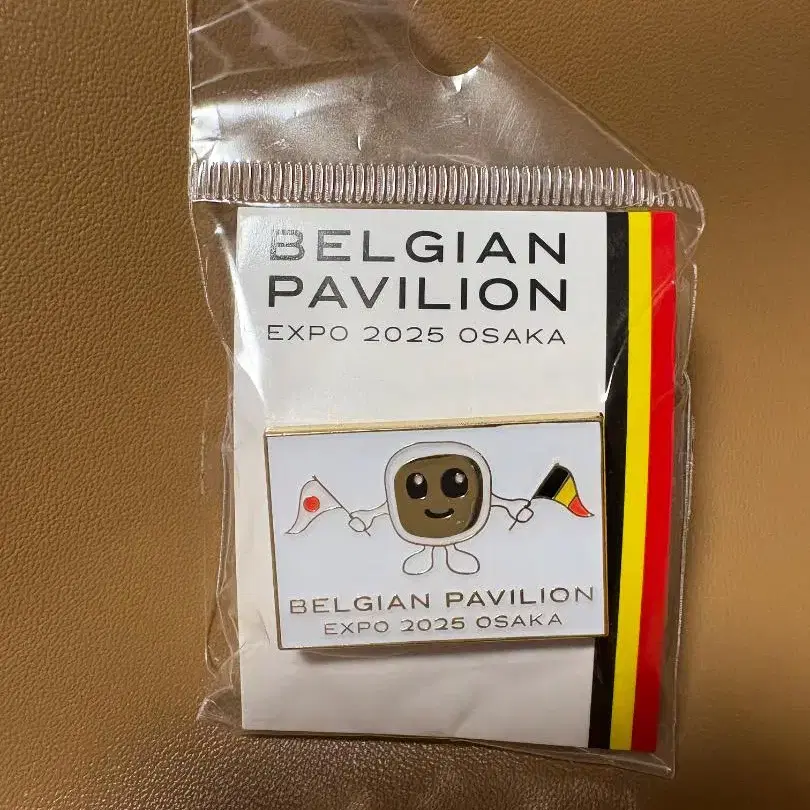 BELGIAN
PAVILION
EXPO 2025 OSAKA
BELGIAN PAVILION
EXPO 2025 OSAKA